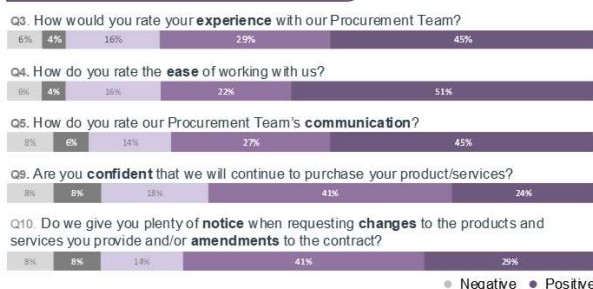 Q3. How would you rate your experience with our Procurement Team?
6% 4% 16% 29% 45%
Q4. How do you rate the ease of working with us?
6% 4% 16% 22% 51%
Q5. How do you rate our Procurement Team's communication?
8% 6% 14% 27% 45%
Q9. Are you confident that we will continue to purchase your product/services?
8% 8% 18% 41% 24%
Q10. Do we give you plenty of notice when requesting changes to the products and
services you provide and/or amendments to the contract?
8% 8% 14% 41% 29%
Negative Positive